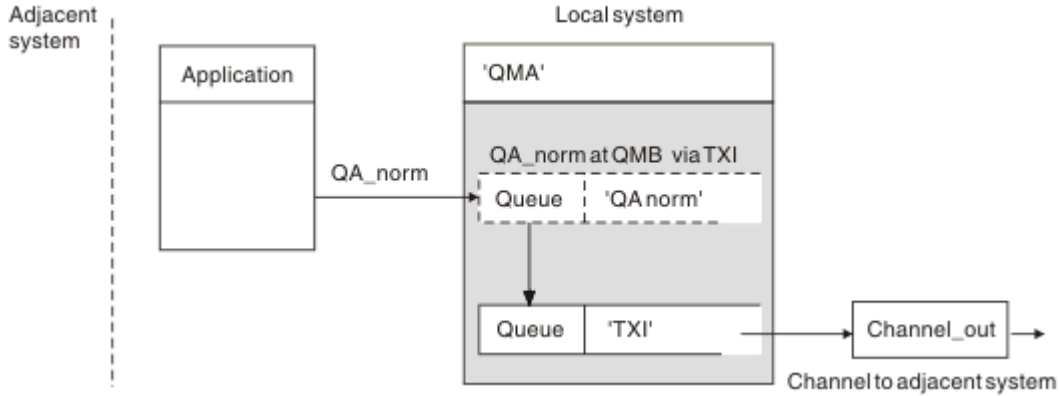 Adjacent
system
Local system
Application
'QMA'
QA_norm at QMB via TXI
QA_norm
Queue
'QA norm'
Queue
'TXI'
Channel_out
Channel to adjacent system